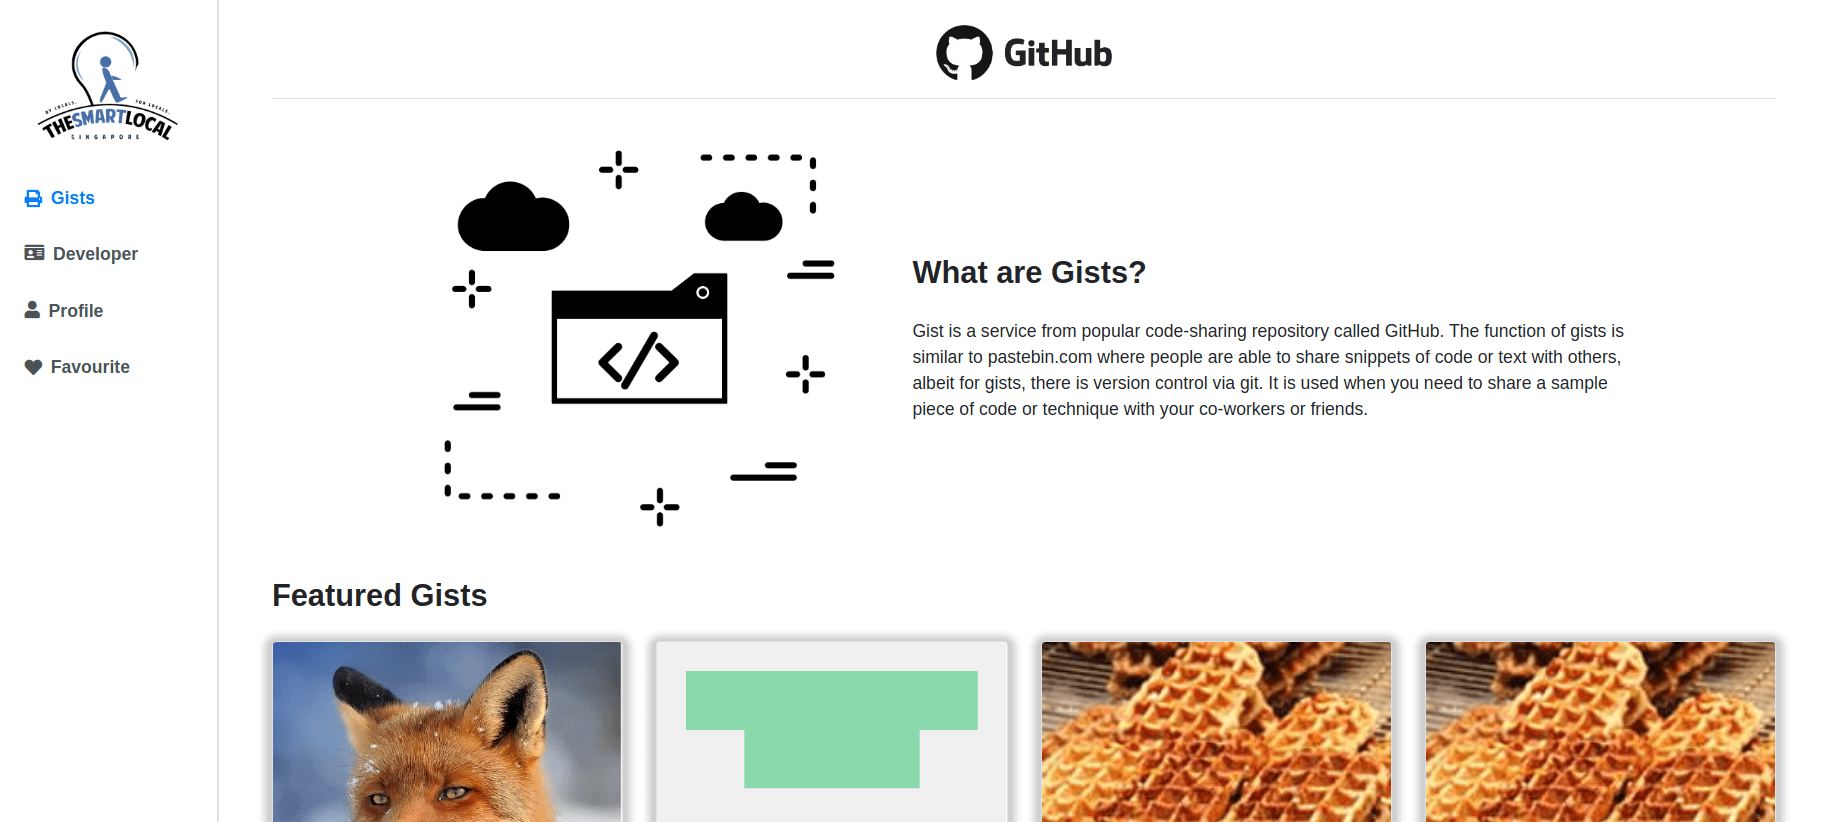 BY LOCALS. FOR LOCALS.
THESMARTLOCAL
SINGAPORE
Gists
Developer
Profile
Favourite
GitHub
What are Gists?
Gist is a service from popular code-sharing repository called GitHub. The function of gists is
similar to pastebin.com where people are able to share snippets of code or text with others,
albeit for gists, there is version control via git. It is used when you need to share a sample
piece of code or technique with your co-workers or friends.
</>
Featured Gists